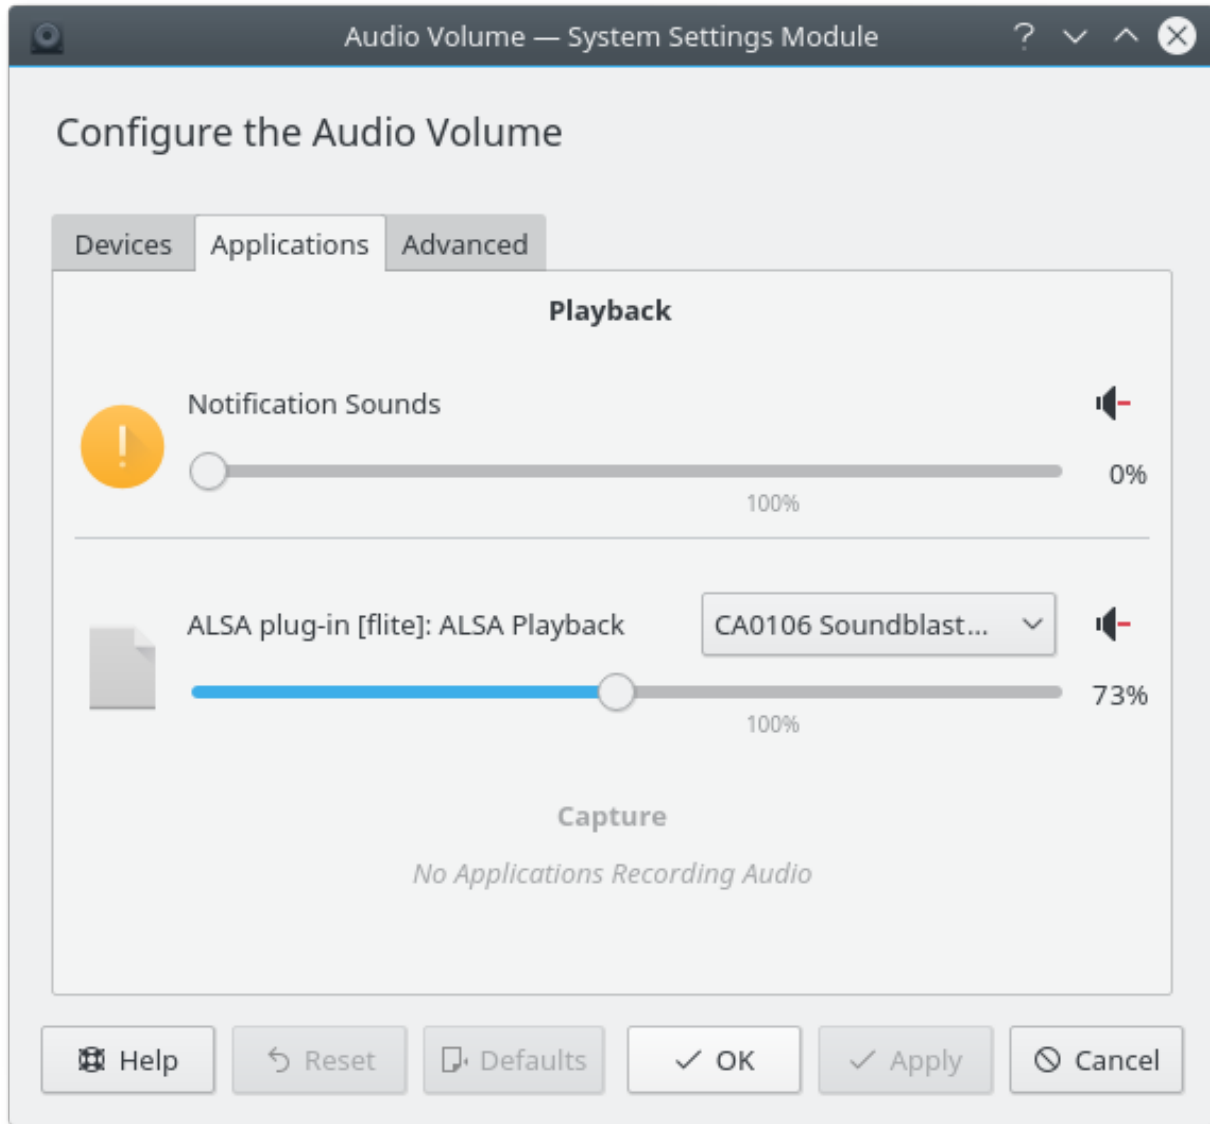 Audio Volume — System Settings Module
Configure the Audio Volume
Devices Applications Advanced
Playback
Notification Sounds
0%
100%
ALSA plug-in [flite]: ALSA Playback CA0106 Soundblast...
73%
100%
Capture
No Applications Recording Audio
Help Reset Defaults OK Apply Cancel